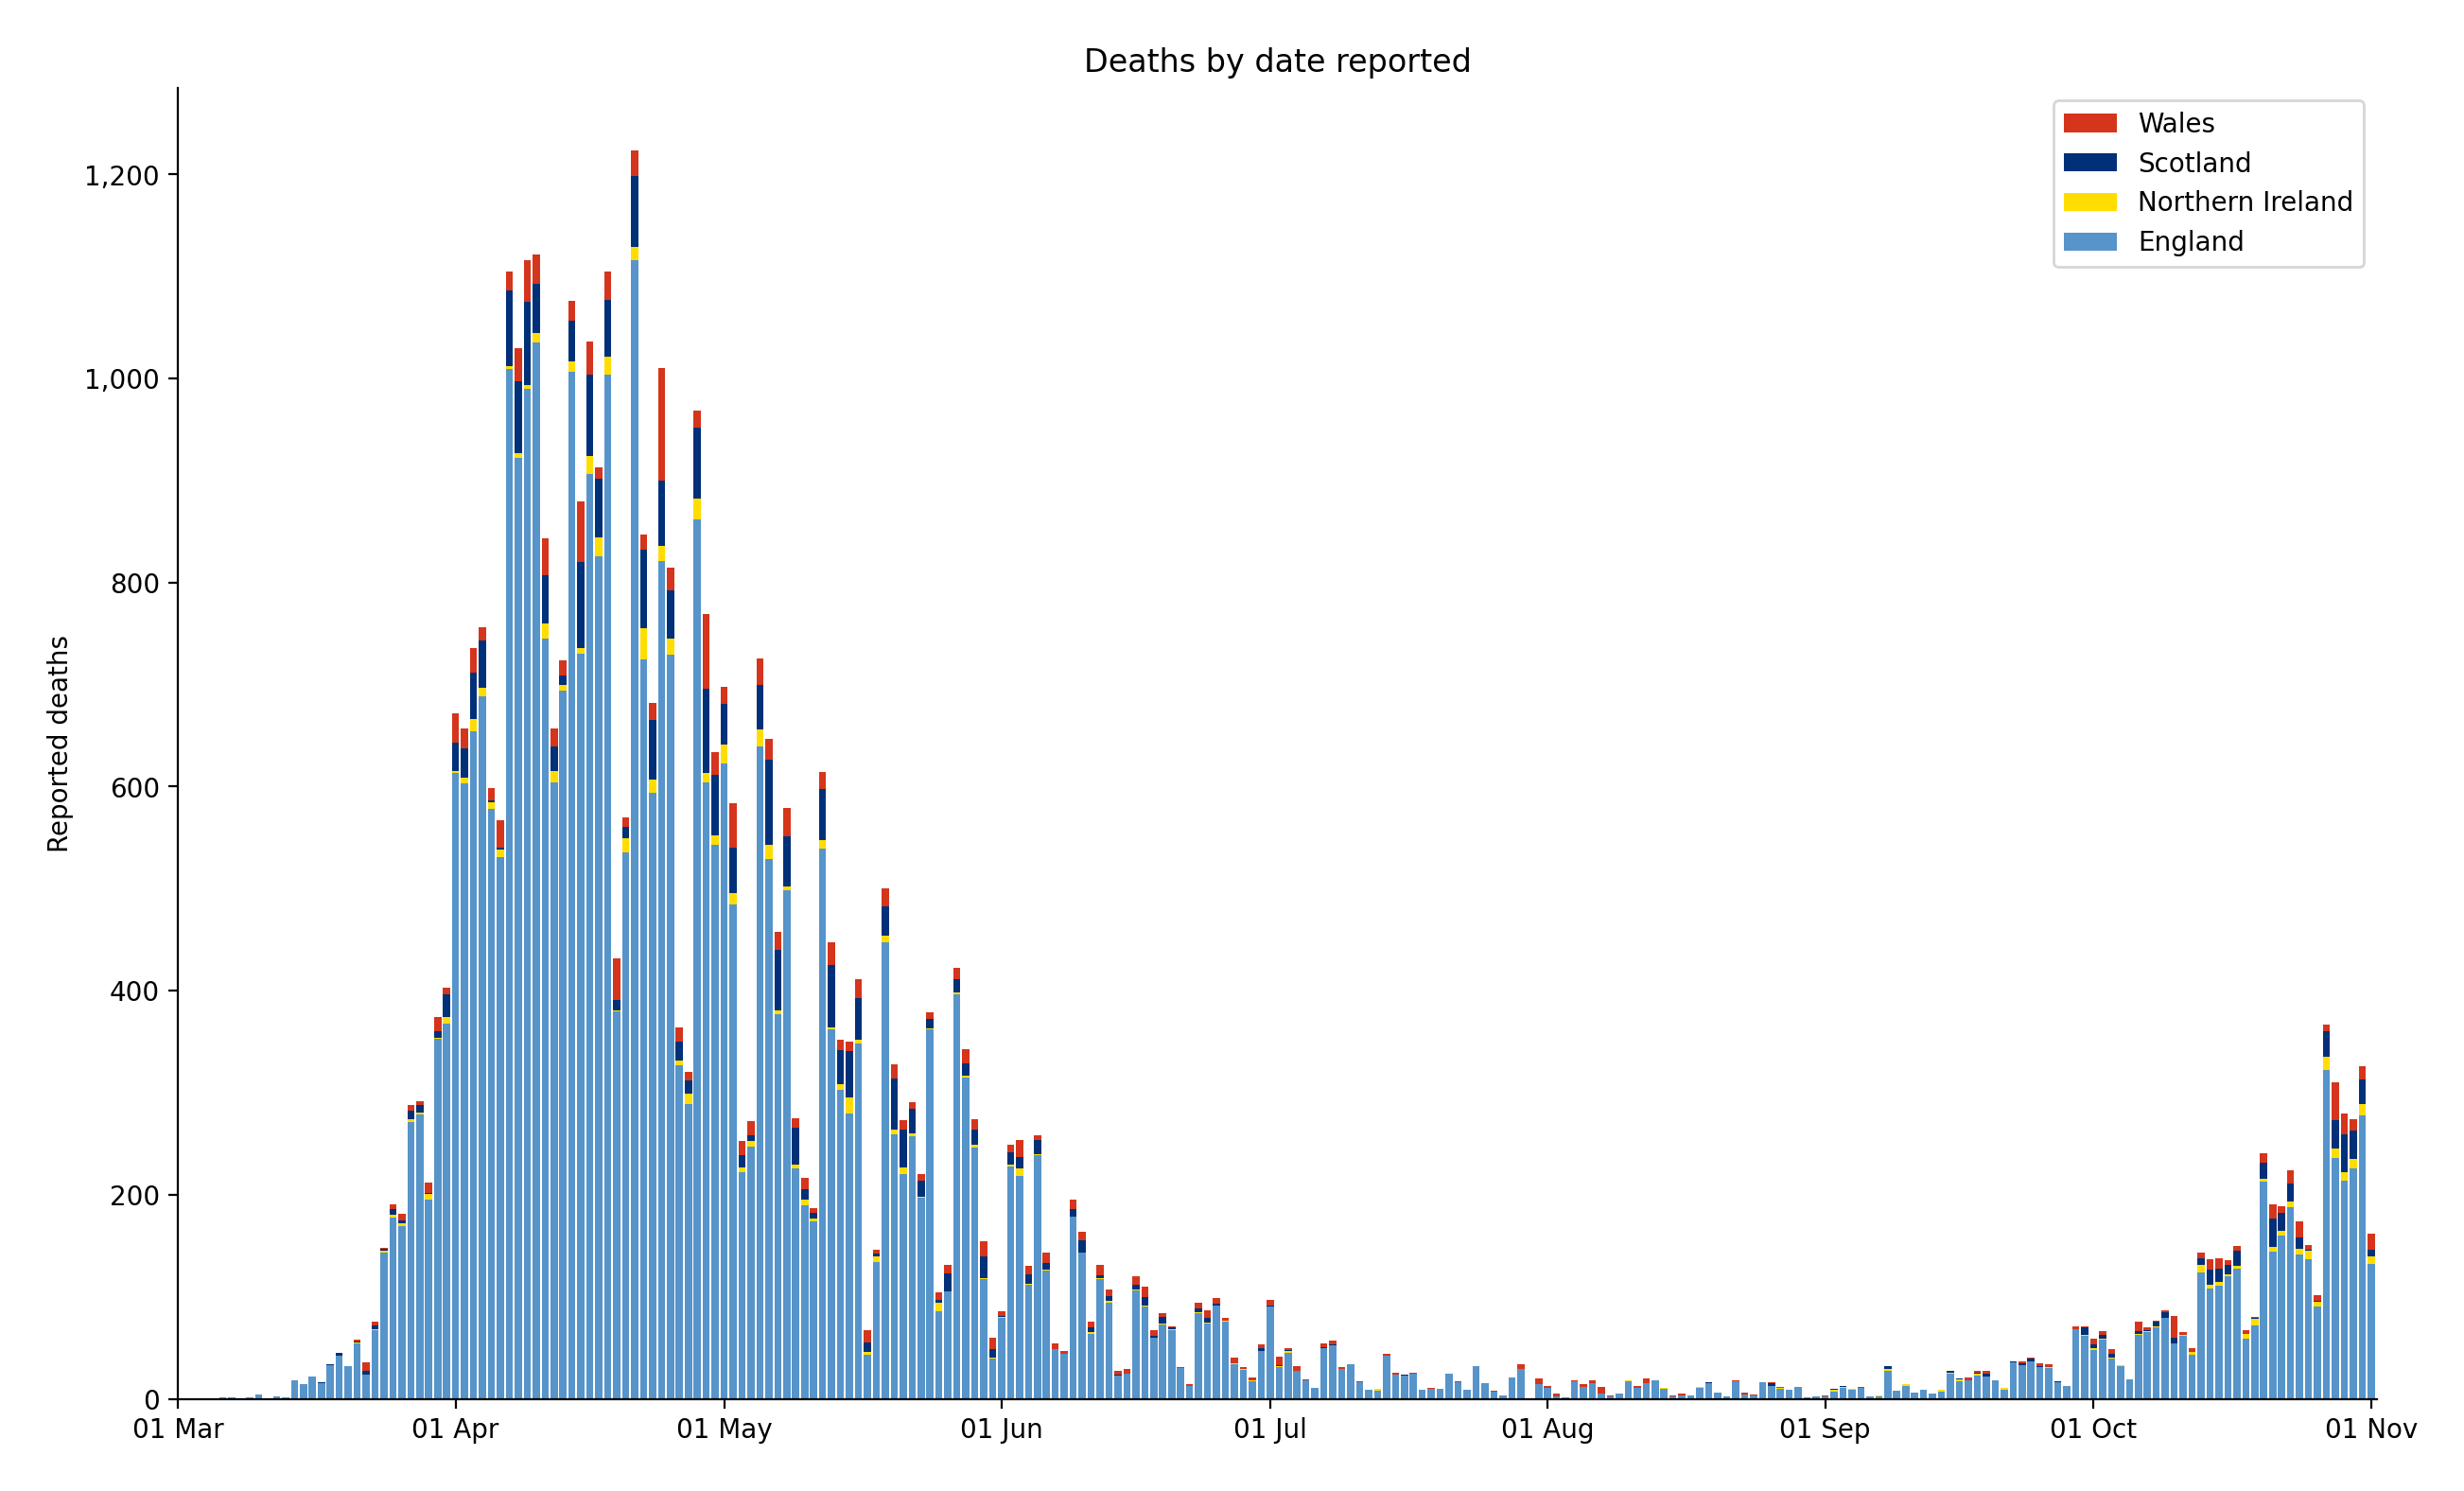 Deaths by date reported
Wales
Scotland
Northern Ireland
England
Reported deaths
1,200
1,000
800
600
400
200
0
01 Mar
01 Apr
01 May
01 Jun
01 Jul
01 Aug
01 Sep
01 Oct
01 Nov